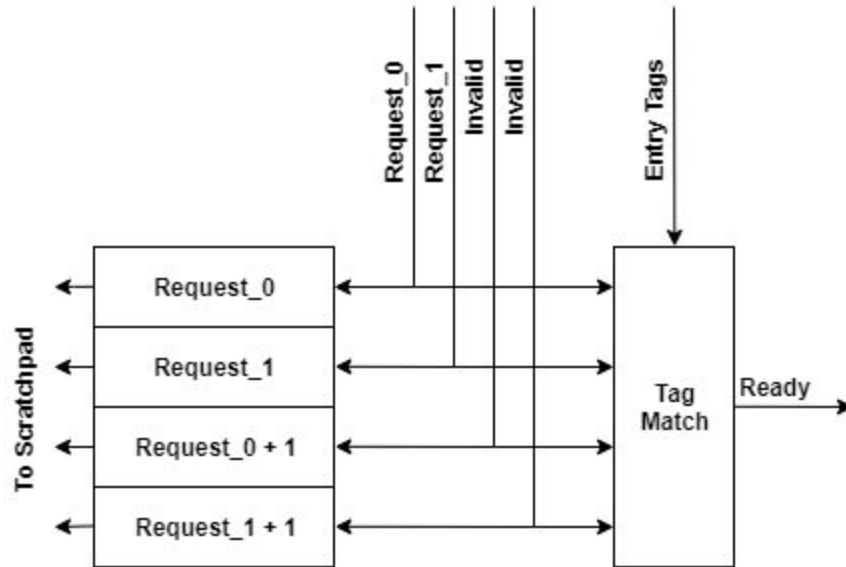 Request_0
Request_1
Invalid
Invalid
Entry Tags
To Scratchpad
Request_0
Request_1
Request_0 + 1
Request_1 + 1
Tag
Match
Ready